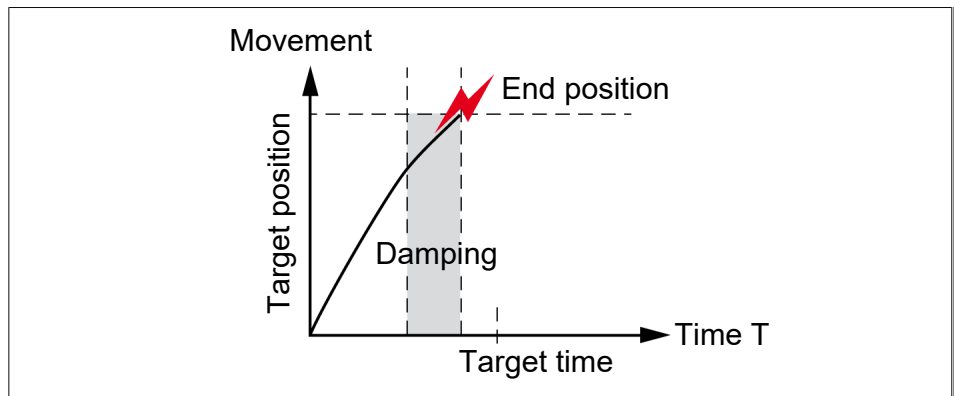 Movement
End position
Target position
Damping
Time T
Target time